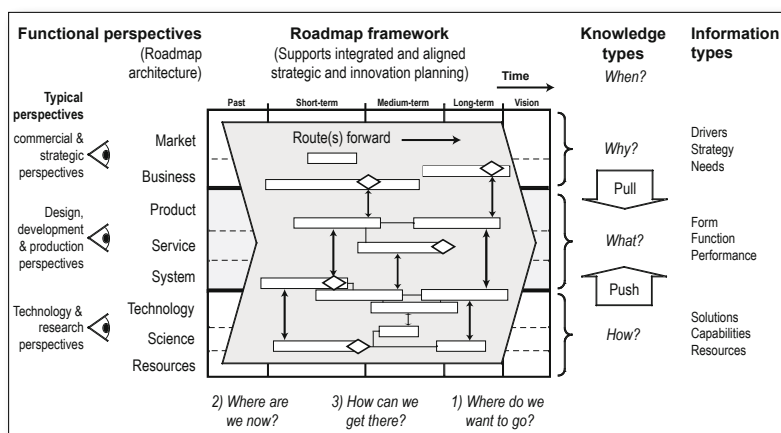 Functional perspectives
(Roadmap
architecture)
Roadmap framework
(Supports integrated and aligned
strategic and innovation planning)
Knowledge
types
When?
Information
types
Time
Typical
perspectives
Past
Short-term
Medium-term
Long-term
Vision
commercial &
strategic
perspectives
Market
Business
Route(s) forward
Why?
Drivers
Strategy
Needs
Pull
Design,
development
& production
perspectives
Product
Service
System
What?
Form
Function
Performance
Push
Technology &
research
perspectives
Technology
Science
Resources
How?
Solutions
Capabilities
Resources
2) Where are
we now?
3) How can we
get there?
1) Where do we
want to go?